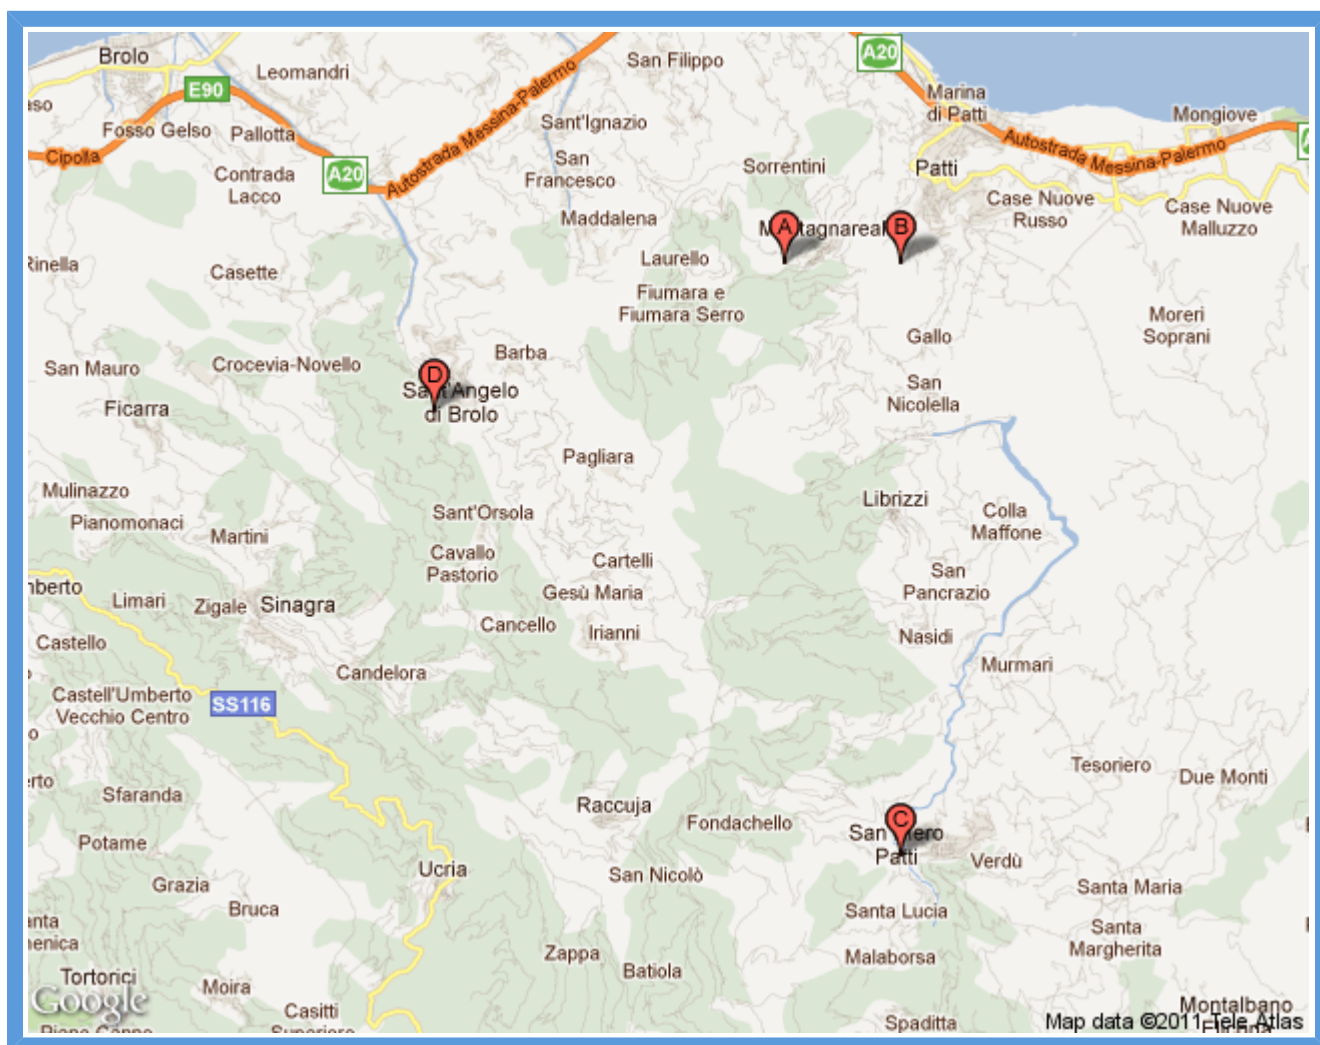 Brolo
Leomandri
San Filippo
A20
E90
Marina
di Patti
Mongiove
Fosso Gelso
Pallotta
Sant'Ignazio
Cipolla
Autostrada Messina-Palermo
Autostrada Messina-Palermo
Contrada
Lacco
A20
San
Francesco
Sorrentini
Patti
Case Nuove
Russo
Case Nuove
Malluzzo
Maddalena
A
B
Rinella
Casette
Laurello
Fiumara e
Fiumara Serro
Gallo
Moreri
Soprani
San Mauro
Crocevia-Novello
Barba
D
Sant'Angelo
di Brolo
San
Nicolella
Ficarra
Pagliara
Mulinazzo
Pianomonaci
Martini
Sant'Orsola
Librizzi
Colla
Maffone
Cavallo
Pastorio
Cartelli
San
Pancrazio
Limari
Zigale
Sinagra
Gesù Maria
Cancello
Irianni
Nasidi
Castello
Candelora
Murmari
Castell'Umberto
Vecchio Centro
SS116
Tesoriero
Due Monti
Sfaranda
Raccuja
Fondachello
C
San Piero
Patti
Verdù
Potame
Ucria
San Nicolò
Grazia
Santa Maria
Bruca
Santa Lucia
Santa
Margherita
Zappa
Batiola
Malaborsa
Tortorici
Moira
Google
Casitti
Spaditta
Montalbano
Map data ©2011 Tele Atlas